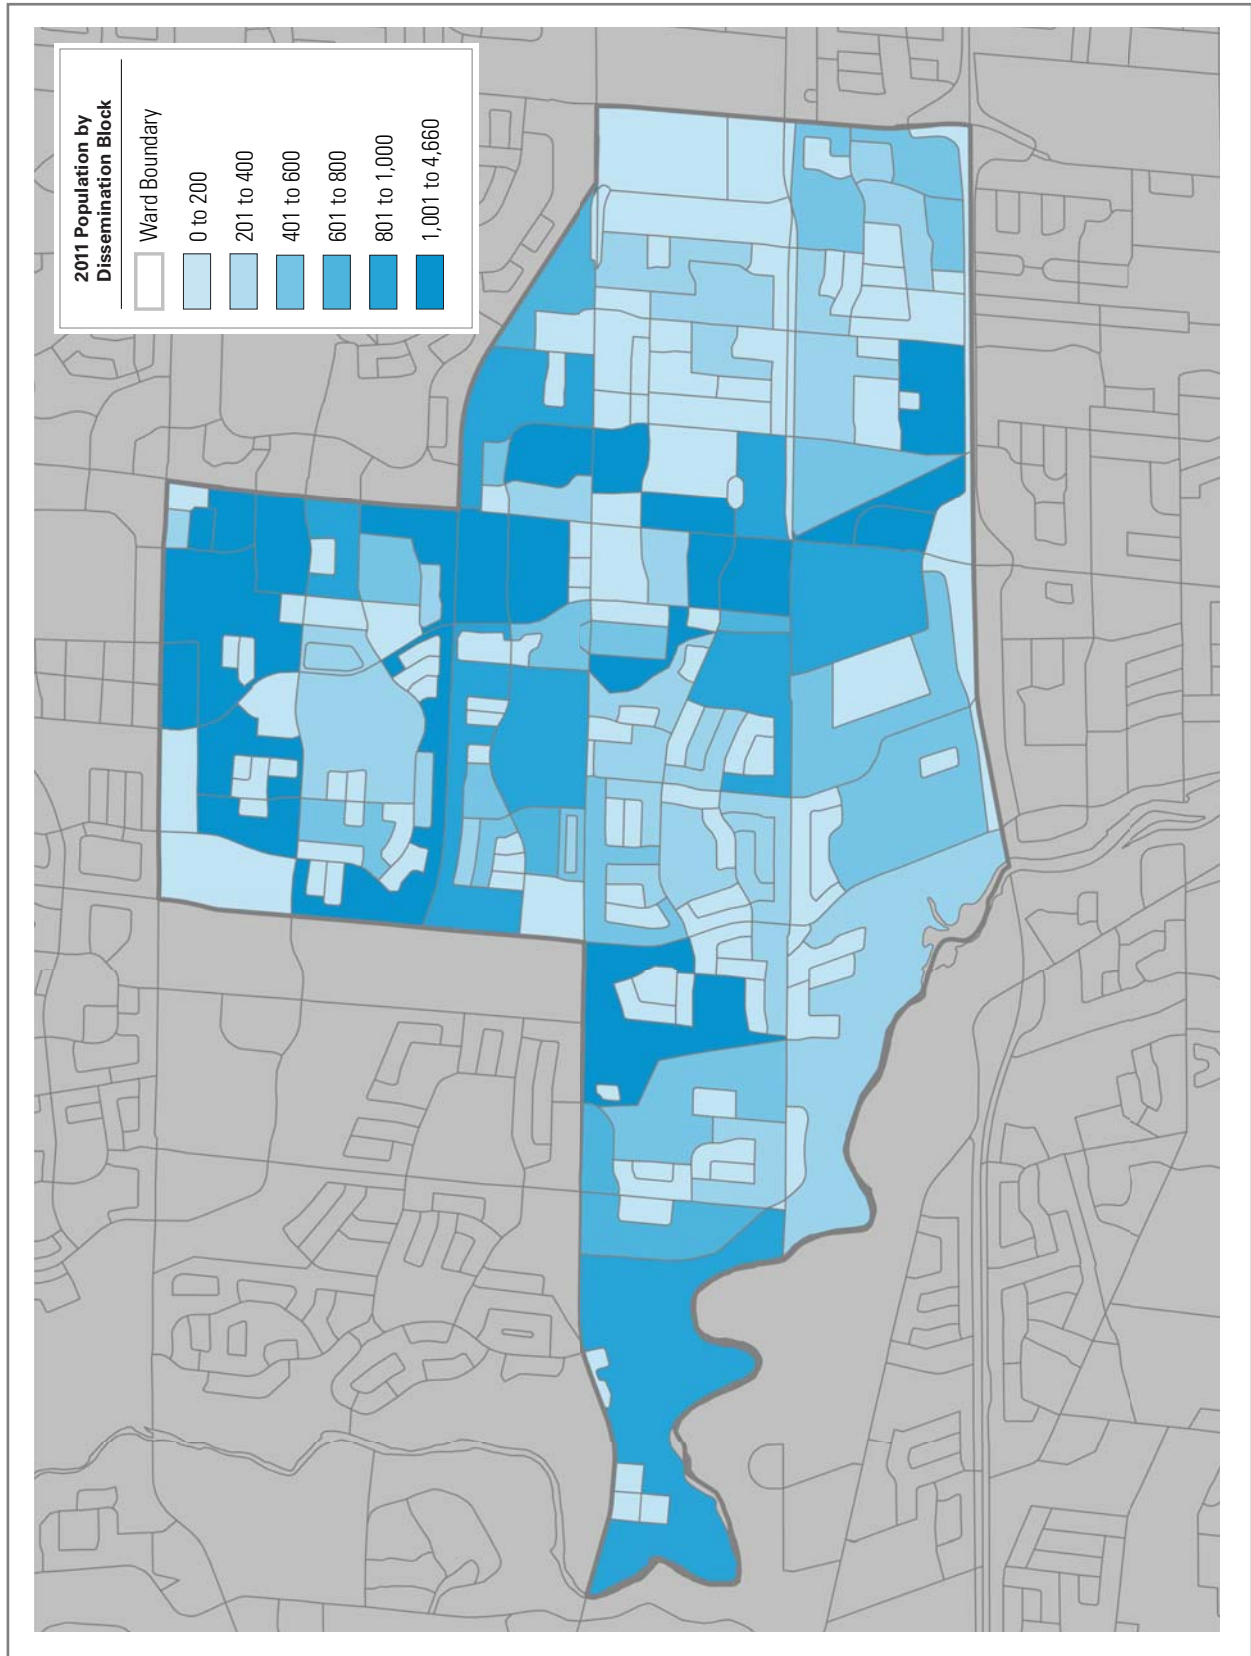 2011 Population by
Dissemination Block
Ward Boundary
0 to 200
201 to 400
401 to 600
601 to 800
801 to 1,000
1,001 to 4,660